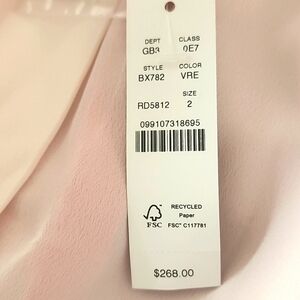 DEPT CLASS
GB3 0E7
STYLE COLOR
BX782 VRE
SIZE
RD5812 2
099107318695
RECYCLED
Paper
FSC FSC® C117781
$268.00